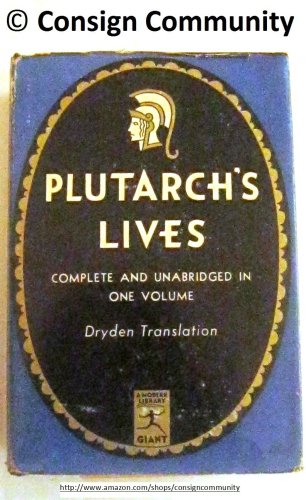 © Consign Community
PLUTARCH'S
LIVES
COMPLETE AND UNABRIDGED IN
ONE VOLUME
Dryden Translation
A MODERN
LIBRARY
GIANT
http://www.amazon.com/shops/consigncommunity